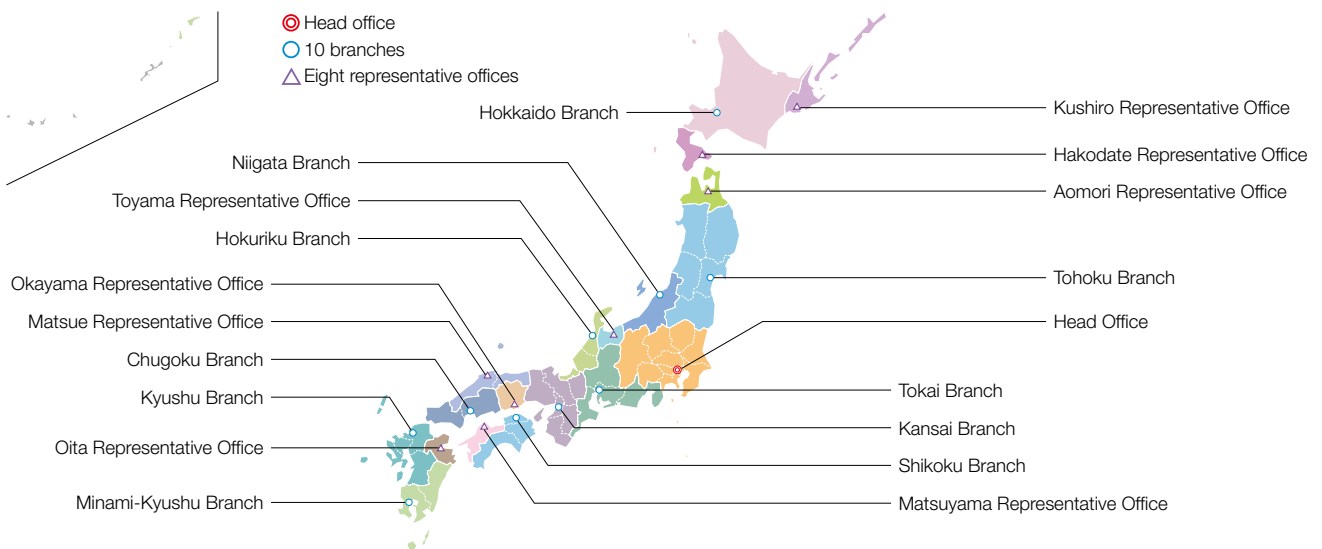 Head office
10 branches
Eight representative offices
Hokkaido Branch
Niigata Branch
Toyama Representative Office
Hokuriku Branch
Okayama Representative Office
Matsue Representative Office
Chugoku Branch
Kyushu Branch
Oita Representative Office
Minami-Kyushu Branch
Kushiro Representative Office
Hakodate Representative Office
Aomori Representative Office
Tohoku Branch
Head Office
Tokai Branch
Kansai Branch
Shikoku Branch
Matsuyama Representative Office